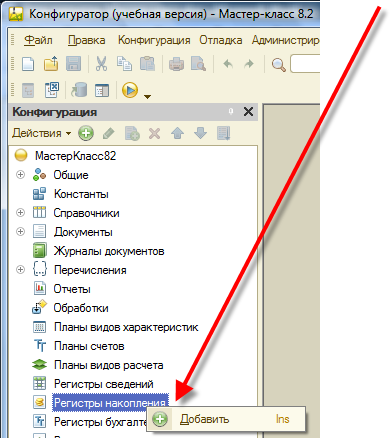 Конфигуратор (учебная версия) - Мастер-класс 8.2
Файл Правка Конфигурация Отладка Администрир
Конфигурация
Действия
МастерКласс82
Общие
Константы
Справочники
Документы
Журналы документов
Перечисления
Отчеты
Обработки
Планы видов характеристик
Планы счетов
Планы видов расчета
Регистры сведений
Регистры накопления
Регистры бухгалте
Добавить Ins